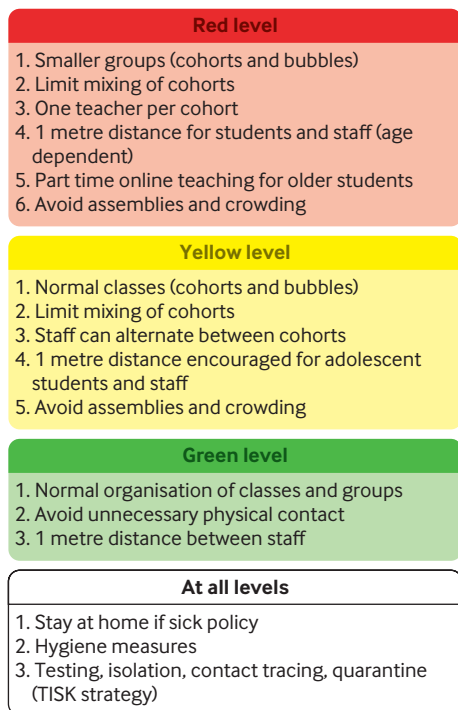 Red level
1. Smaller groups (cohorts and bubbles)
2. Limit mixing of cohorts
3. One teacher per cohort
4. 1 metre distance for students and staff (age
dependent)
5. Part time online teaching for older students
6. Avoid assemblies and crowding
Yellow level
1. Normal classes (cohorts and bubbles)
2. Limit mixing of cohorts
3. Staff can alternate between cohorts
4. 1 metre distance encouraged for adolescent
students and staff
5. Avoid assemblies and crowding
Green level
1. Normal organisation of classes and groups
2. Avoid unnecessary physical contact
3. 1 metre distance between staff
At all levels
1. Stay at home if sick policy
2. Hygiene measures
3. Testing, isolation, contact tracing, quarantine
(TISK strategy)